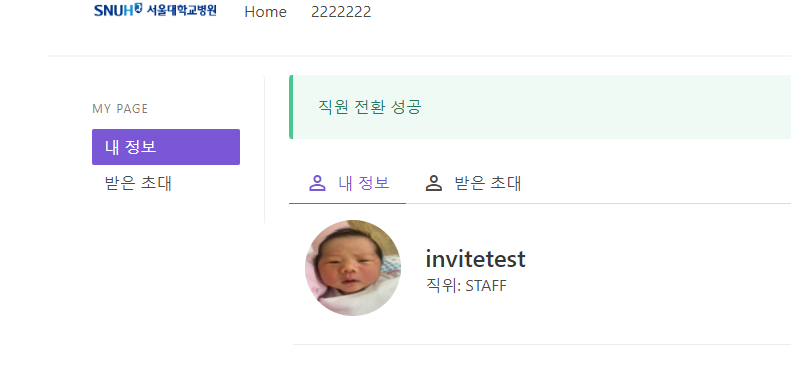 SNUH 서울대학교병원 Home 2222222
MY PAGE
내 정보
받은 초대
직원 전환 성공
내 정보 받은 초대
invitetest
직위: STAFF